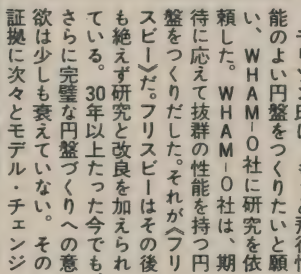 飛行性
能のよい円盤をつくりたいと願
い、WHAM－O社に研究を依
頼した。WHAM－O社は、期
待に応えて抜群の性能を持つ円
盤をつくりだした。それが《フリ
スビー》だ。フリスビーはその後
も絶えず研究と改良を加えられ
ている。30年以上たった今でも、
さらに完璧な円盤づくりへの意
欲は少しも衰えていない。その
証拠に次々とモデル・チェンジ